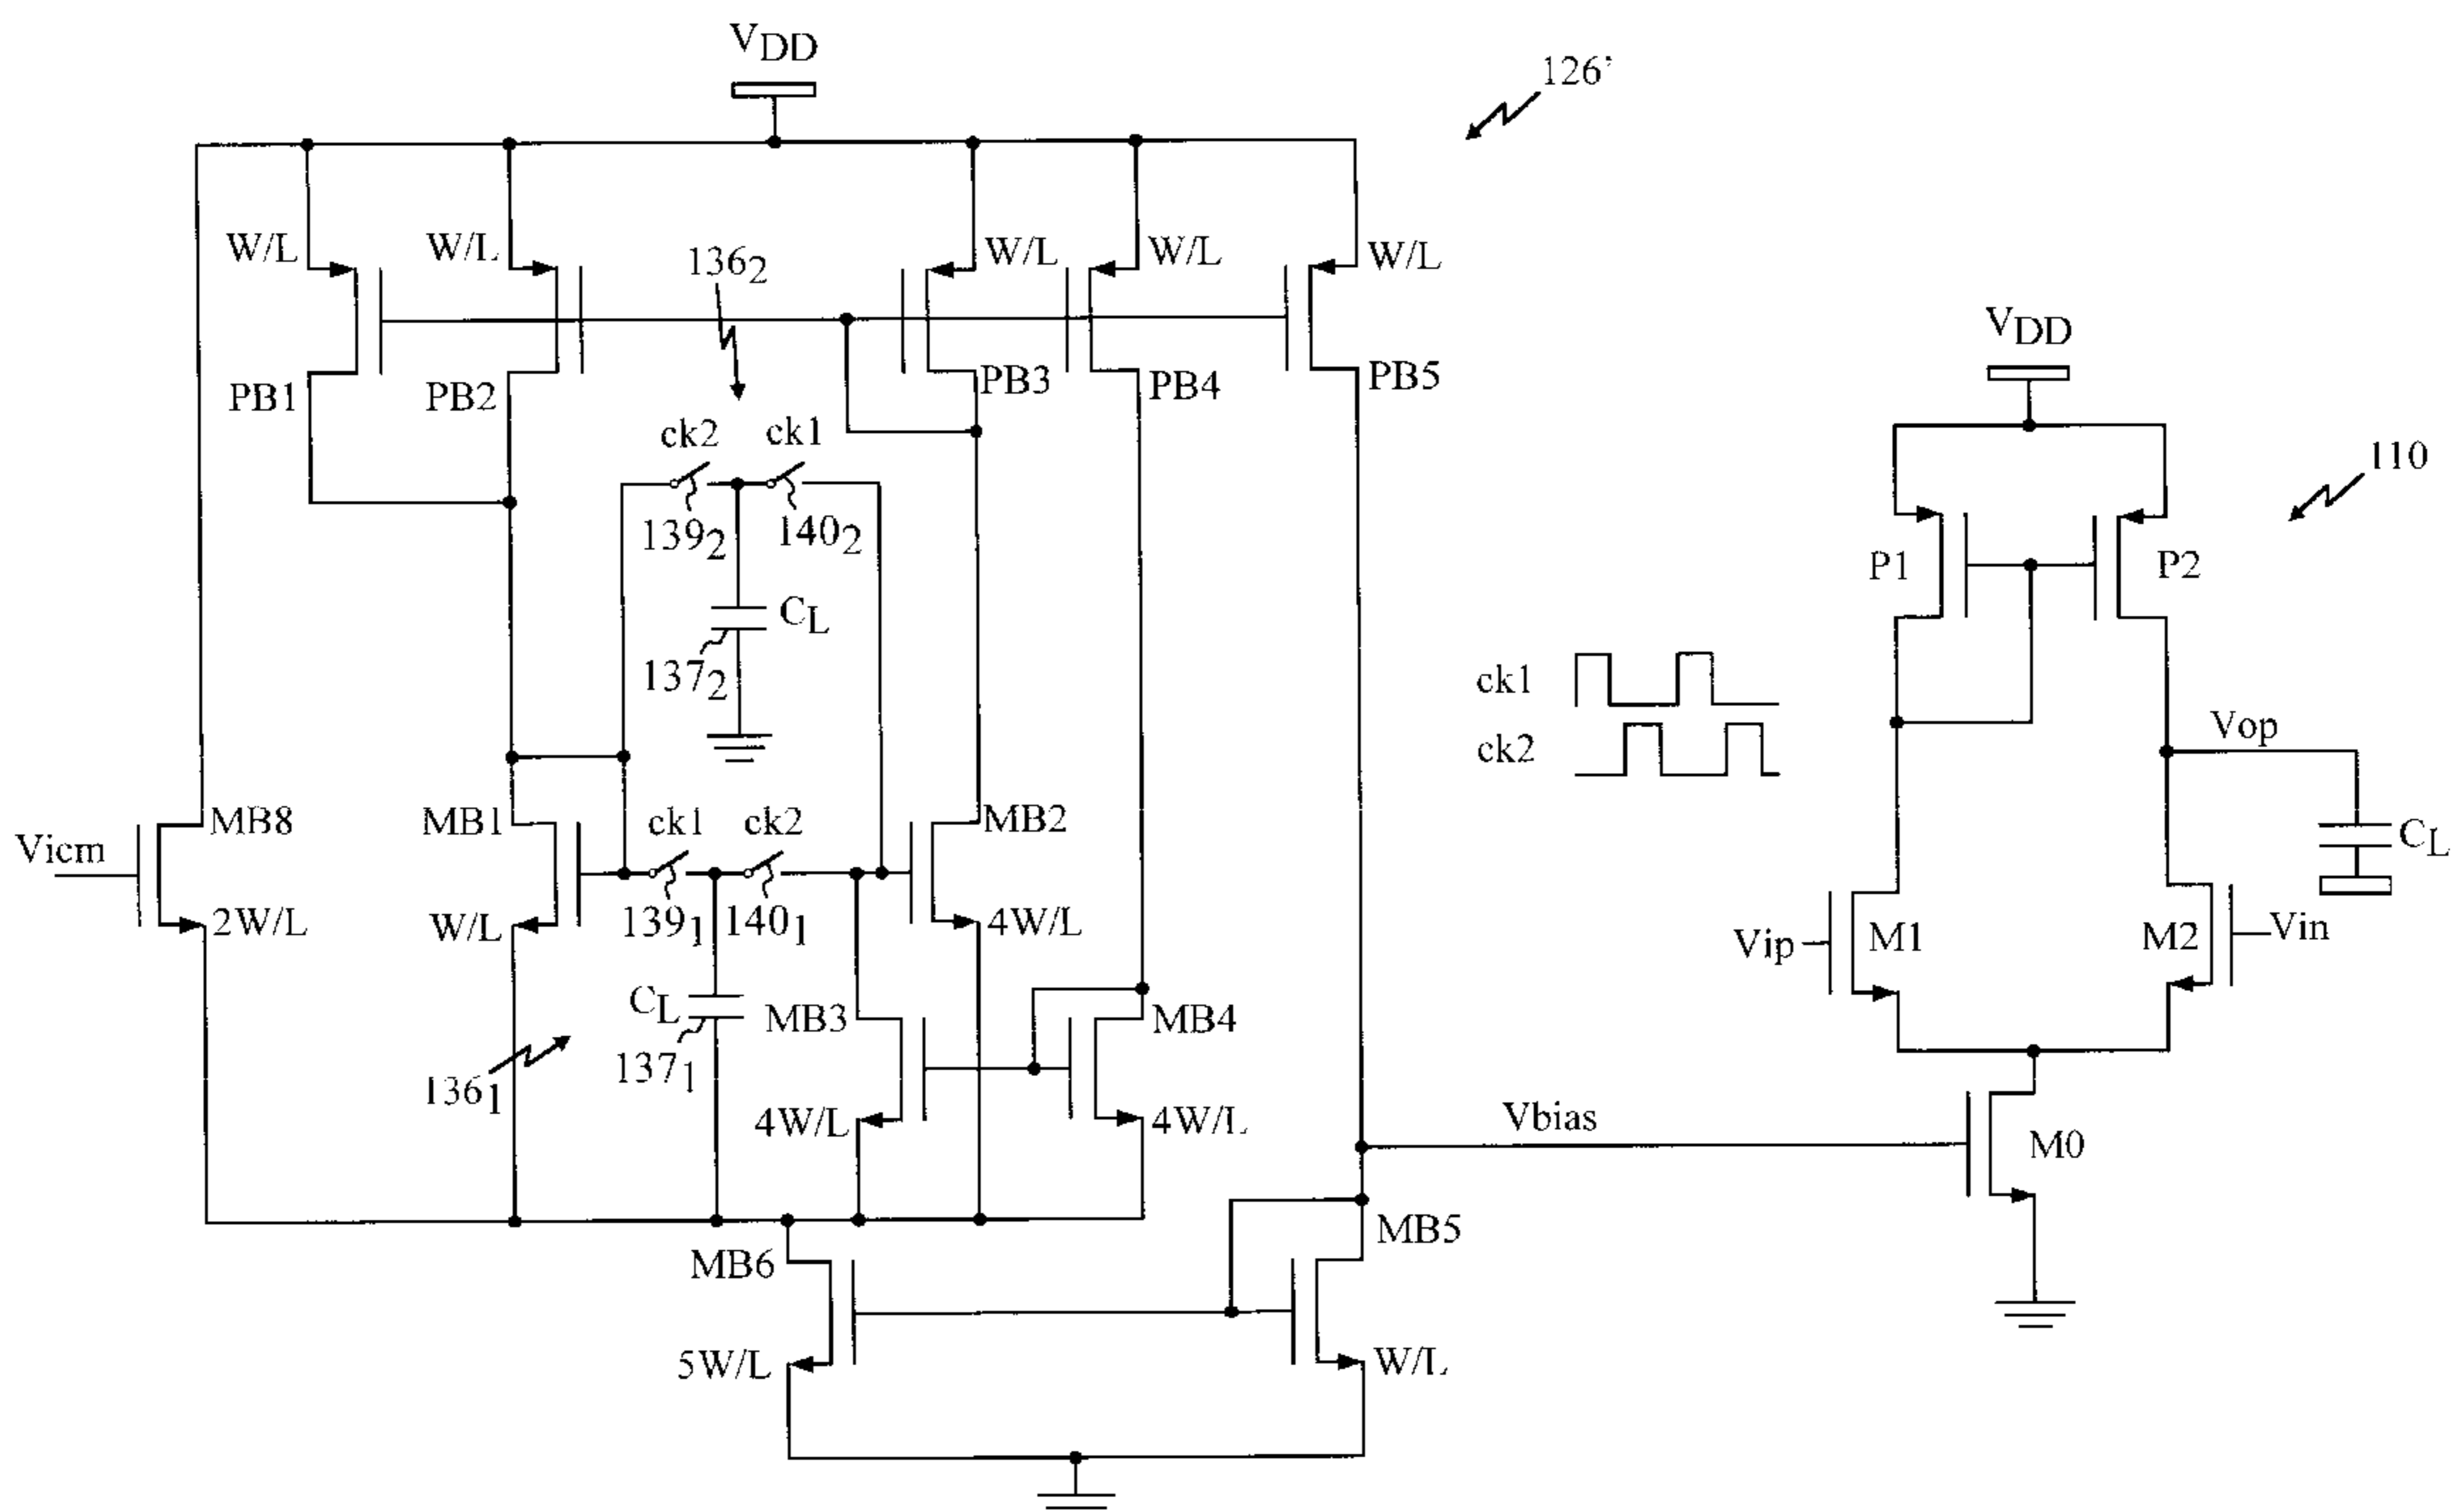 VDD
126'
W/L
W/L
136₂
W/L
W/L
W/L
PB1
PB2
PB3
PB4
PB5
ck2
ck1
139₂
140₂
CL
137₂
VDD
110
P1
P2
ck1
ck2
Vop
CL
Vicm
MB8
2W/L
MB1
W/L
ck1
ck2
139₁
140₁
MB2
4W/L
CL
137₁
136₁
MB3
4W/L
MB4
4W/L
Vip
M1
M2
Vin
Vbias
M0
MB6
5W/L
MB5
W/L